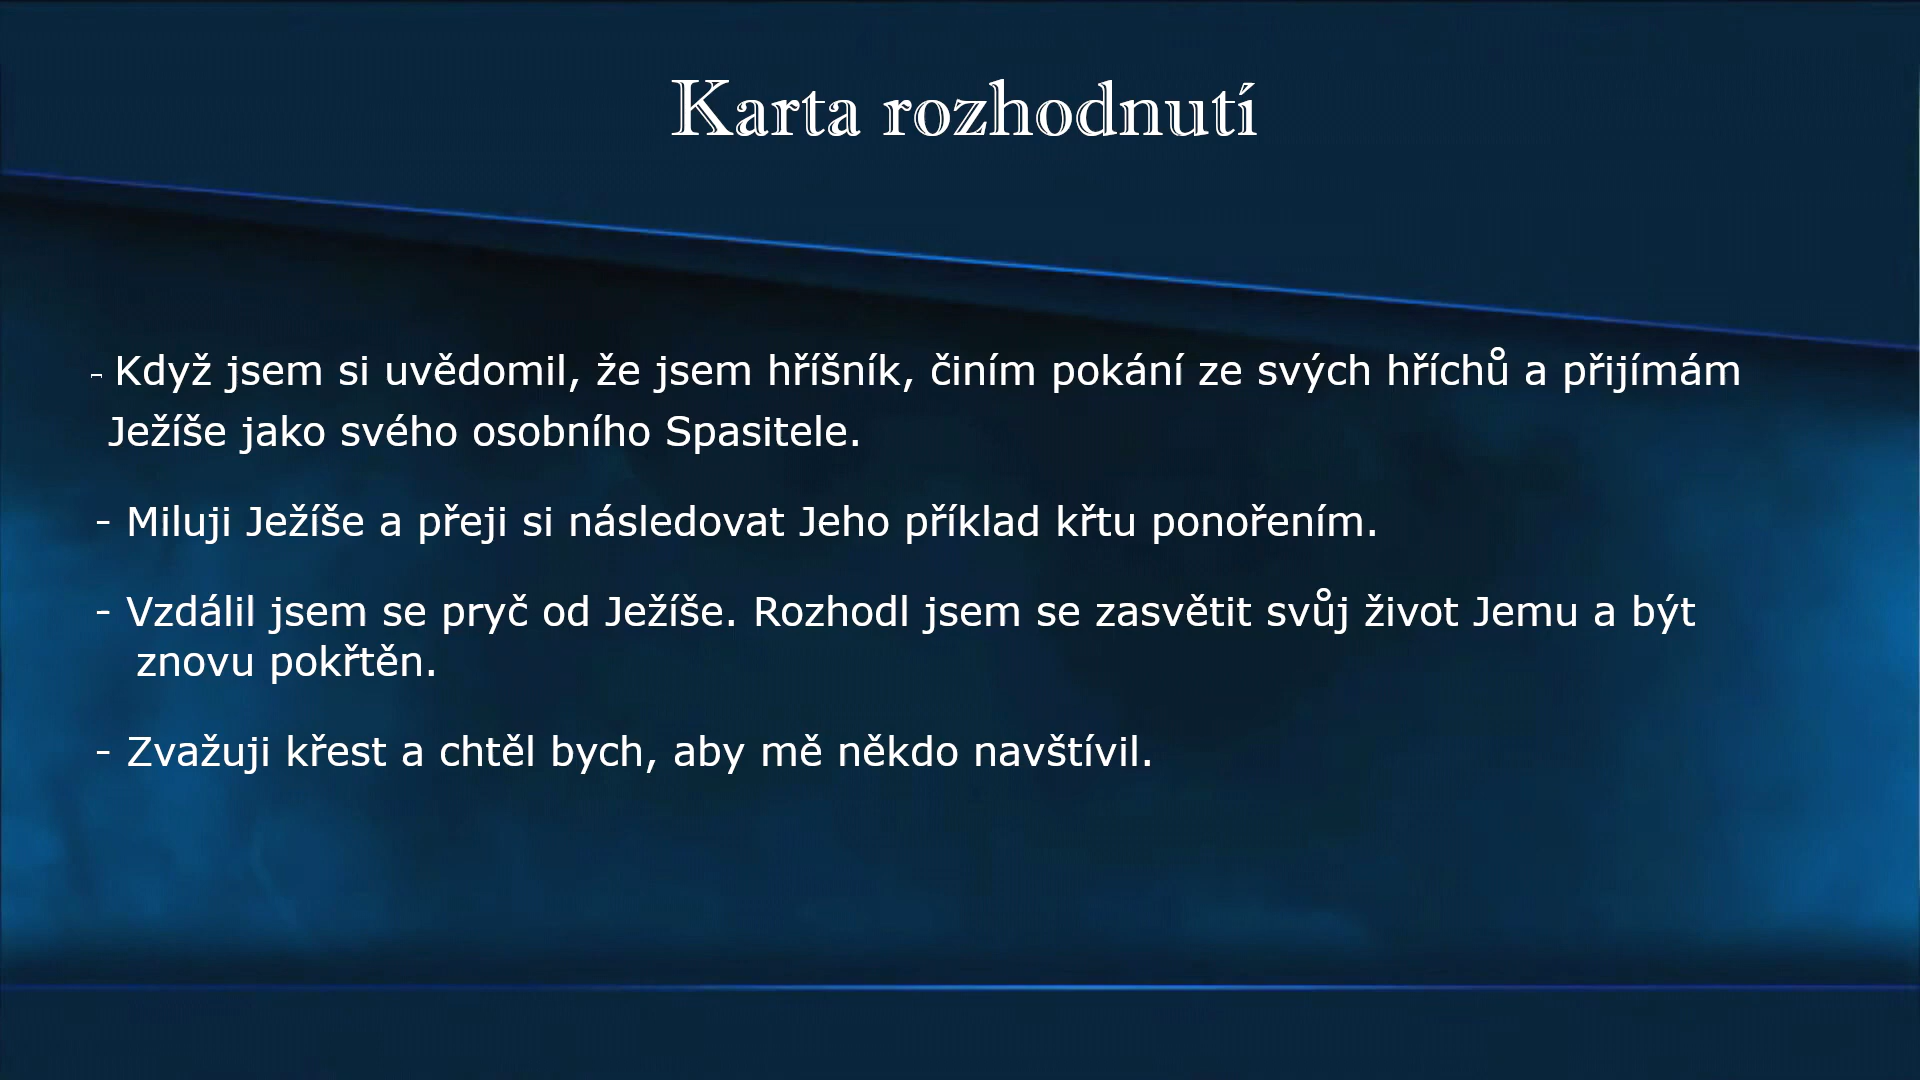 Karta rozhodnutí
- Když jsem si uvědomil, že jsem hříšník, činím pokání ze svých hříchů a přijímám
Ježíše jako svého osobního Spasitele.
- Miluji Ježíše a přeji si následovat Jeho příklad křtu ponořením.
- Vzdálil jsem se pryč od Ježíše. Rozhodl jsem se zasvětit svůj život Jemu a být
znovu pokřtěn.
- Zvažuji křest a chtěl bych, aby mě někdo navštívil.